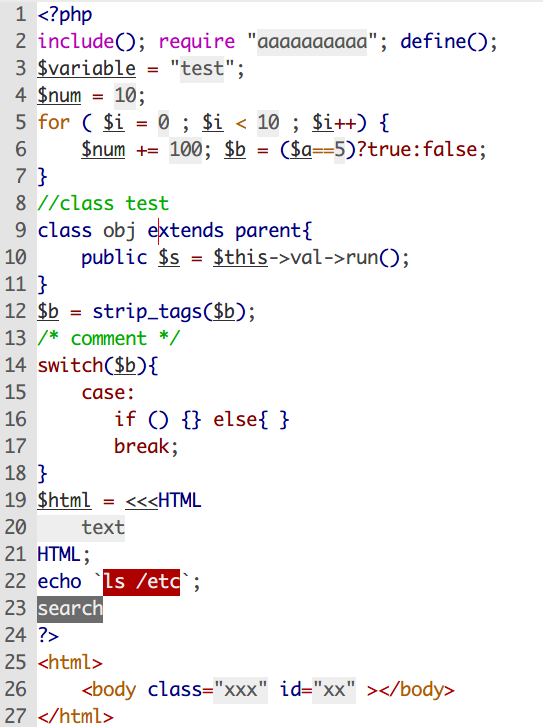 1 <?php
2 include(); require "aaaaaaaaaa"; define();
3 $variable = "test";
4 $num = 10;
5 for ( $i = 0 ; $i < 10 ; $i++) {
6     $num += 100; $b = ($a==5)?true:false;
7 }
8 //class test
9 class obj extends parent{
10     public $s = $this->val->run();
11 }
12 $b = strip_tags($b);
13 /* comment */
14 switch($b){
15     case:
16        if () {} else{ }
17        break;
18 }
19 $html = <<<HTML
20     text
21 HTML;
22 echo `ls /etc`;
23 search
24 ?>
25 <html>
26     <body class="xxx" id="xx" ></body>
27 </html>